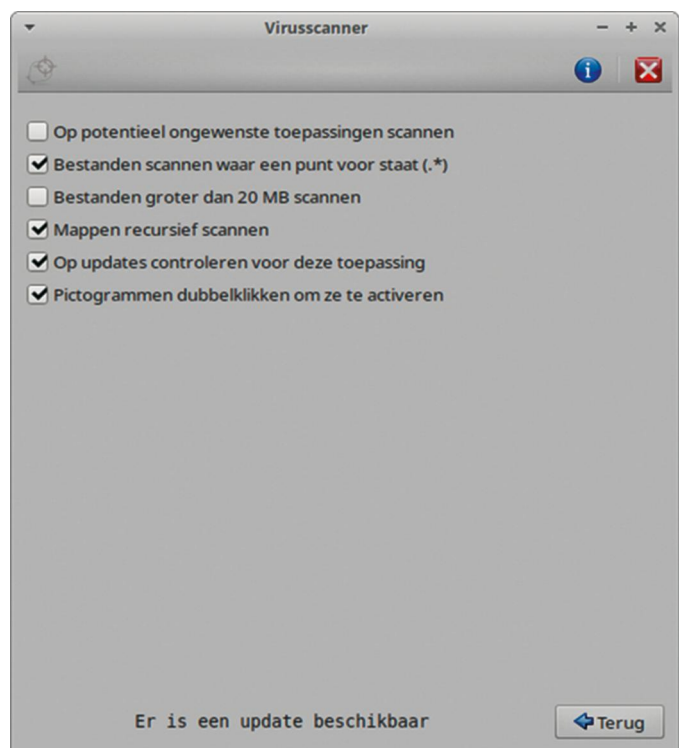 Virusscanner
Op potentieel ongewenste toepassingen scannen
Bestanden scannen waar een punt voor staat (.*)
Bestanden groter dan 20 MB scannen
Mappen recursief scannen
Op updates controleren voor deze toepassing
Pictogrammen dubbelklikken om ze te activeren
Er is een update beschikbaar
Terug